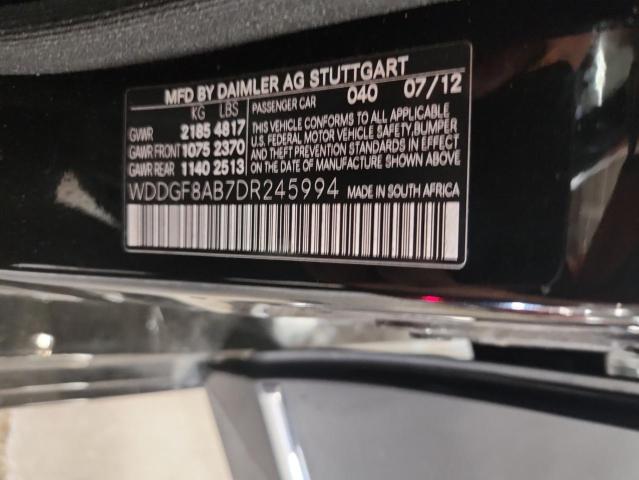 MFD BY DAIMLER AG STUTTGART
KG LBS PASSENGER CAR 040 07/12
GVWR 2185 4817
GAWR FRONT 1075 2370
GAWR REAR 1140 2513
THIS VEHICLE CONFORMS TO ALL APPLICABLE
U.S. FEDERAL MOTOR VEHICLE SAFETY, BUMPER
AND THEFT PREVENTION STANDARDS IN EFFECT
ON THE DATE OF MANUFACTURE SHOWN ABOVE.
WDDGF8AB7DR245994 MADE IN SOUTH AFRICA